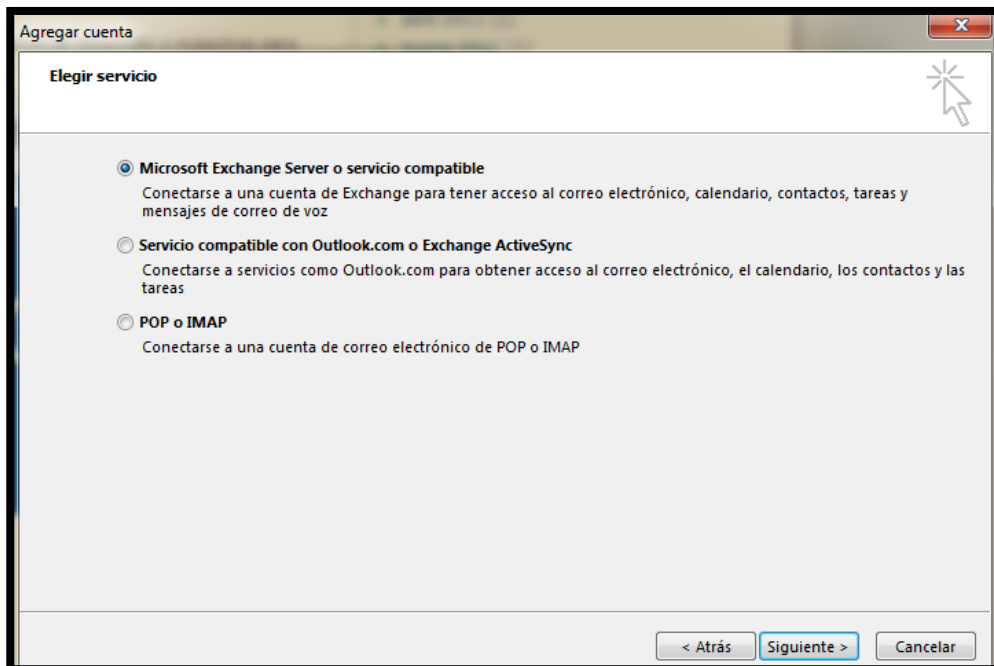 Agregar cuenta
Elegir servicio
Microsoft Exchange Server o servicio compatible
Conectarse a una cuenta de Exchange para tener acceso al correo electrónico, calendario, contactos, tareas y
mensajes de correo de voz
Servicio compatible con Outlook.com o Exchange ActiveSync
Conectarse a servicios como Outlook.com para obtener acceso al correo electrónico, el calendario, los contactos y las
tareas
POP o IMAP
Conectarse a una cuenta de correo electrónico de POP o IMAP
< Atrás Siguiente > Cancelar